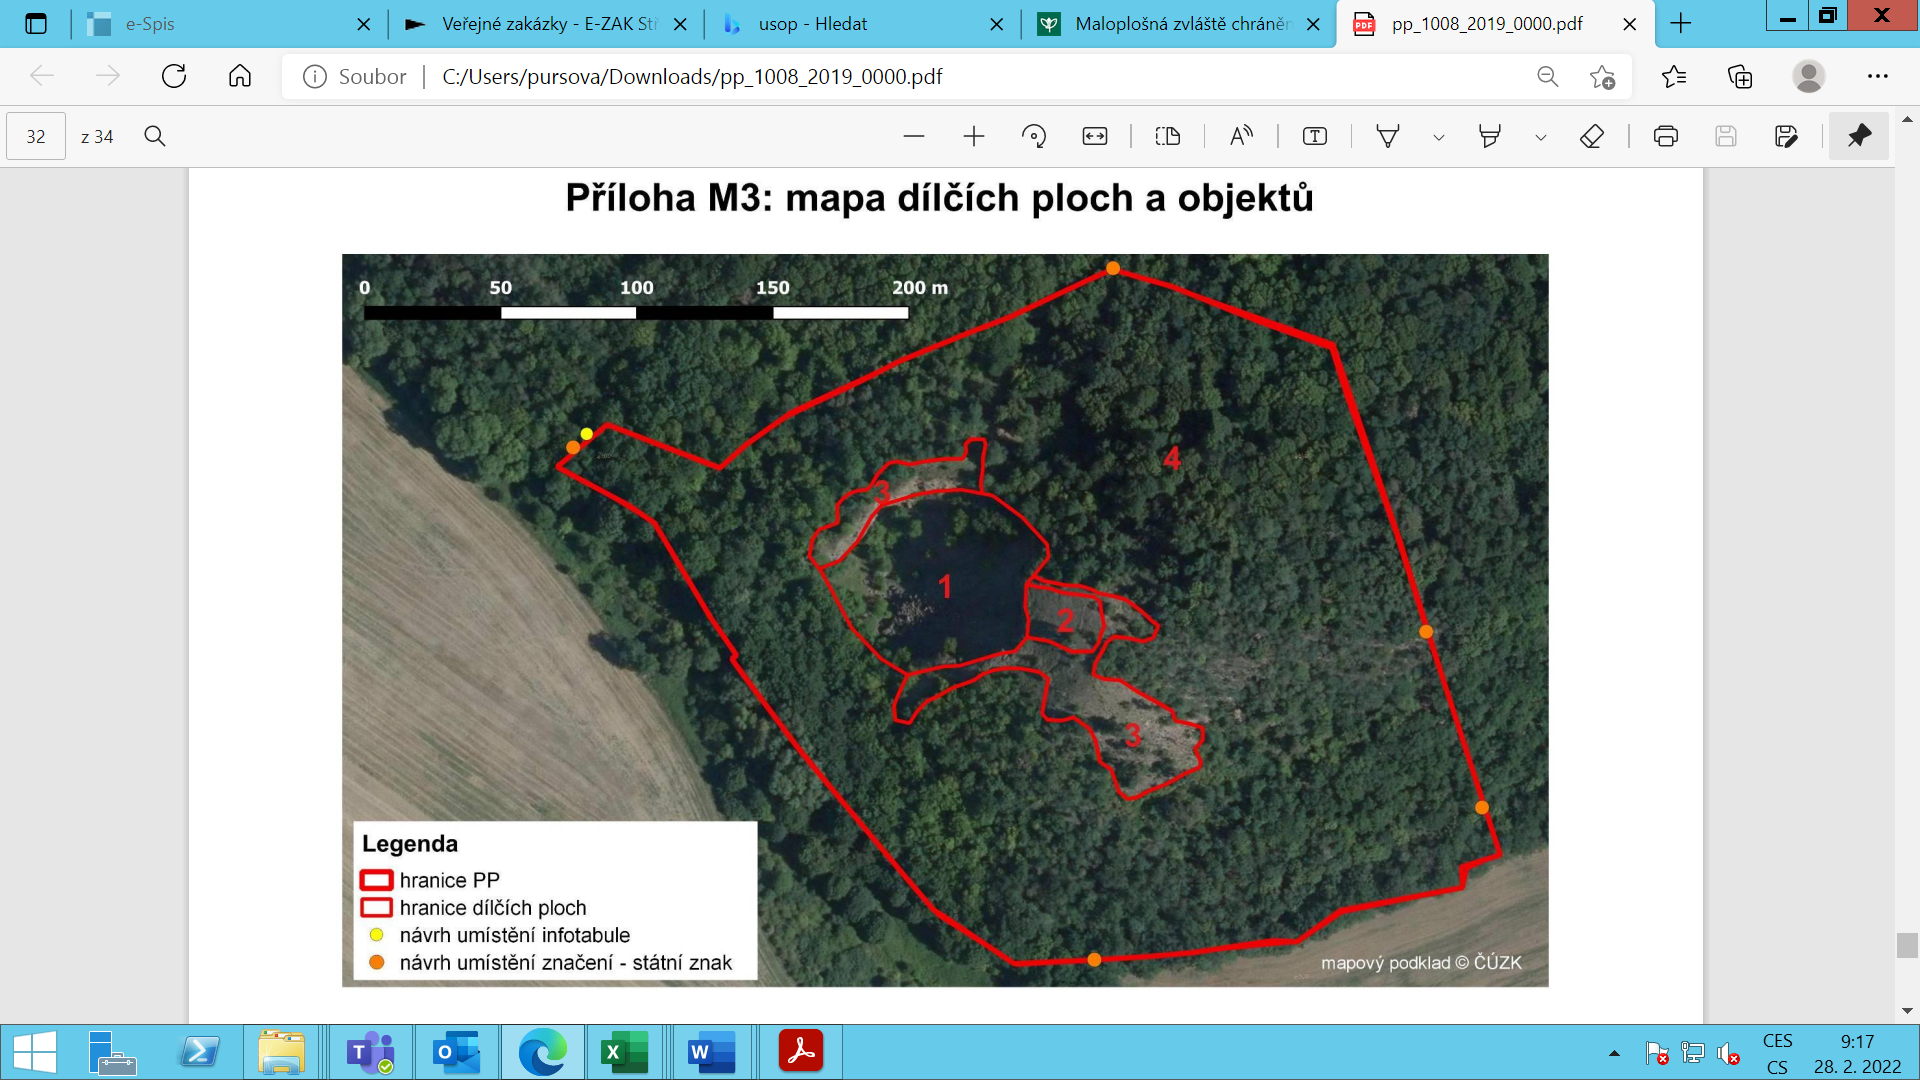 e-Spis
Veřejné zakázky - E-ZAK Stř
usop - Hledat
Maloplošná zvláště chráněn
pp_1008_2019_0000.pdf
Soubor
C:/Users/pursova/Downloads/pp_1008_2019_0000.pdf
32 z 34
Příloha M3: mapa dílčích ploch a objektů
0 50 100 150 200 m
4
3
1
2
3
Legenda
hranice PP
hranice dílčích ploch
návrh umístění infotabule
návrh umístění značení - státní znak
mapový podklad © ČÚZK
CES
CS
9:17
28. 2. 2022